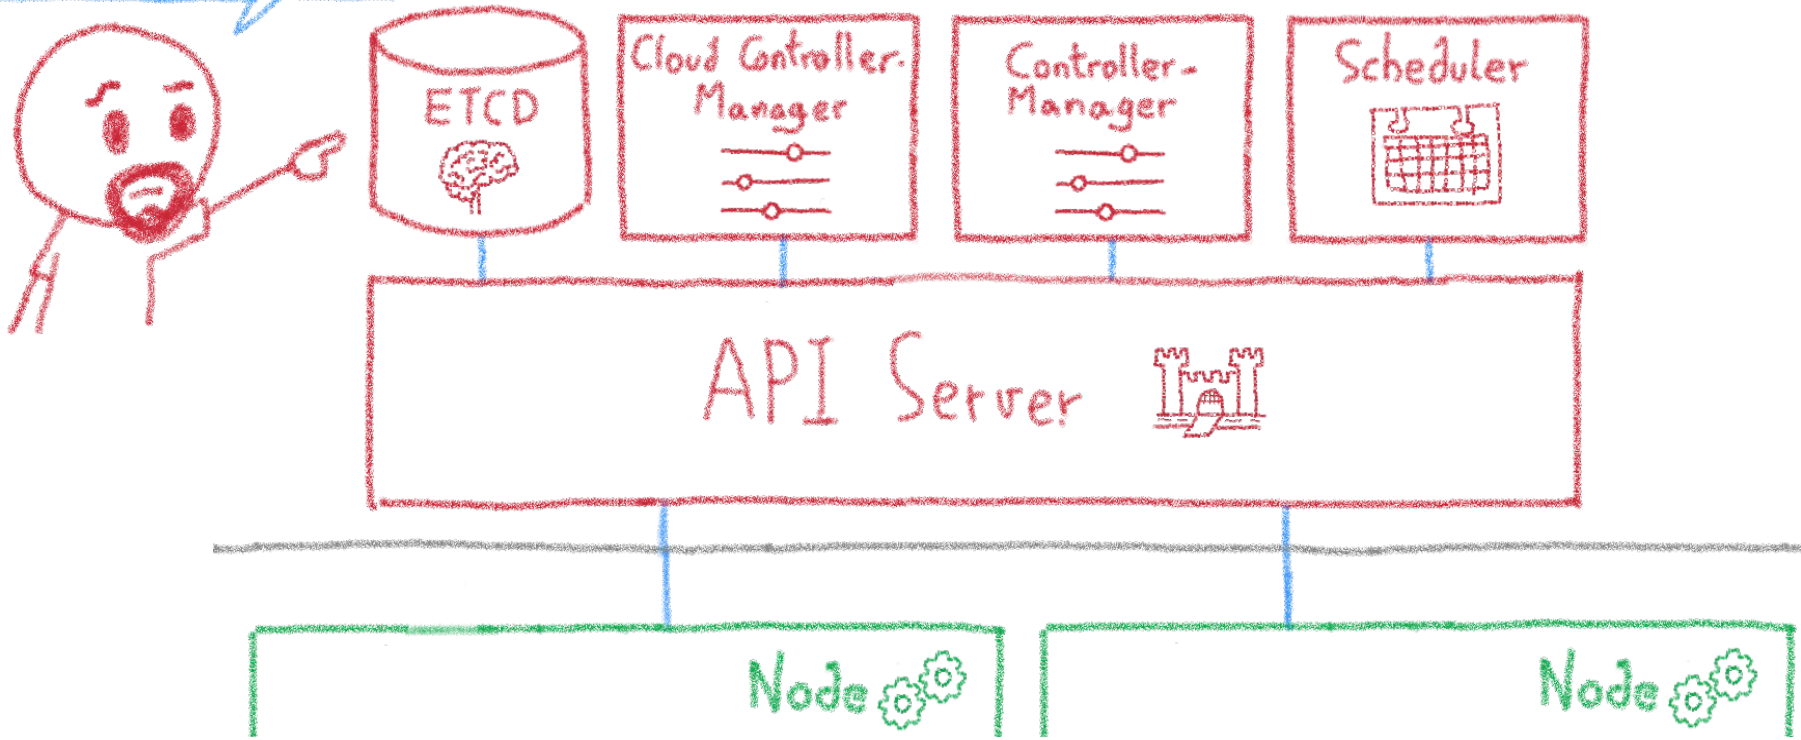 ETCD
Cloud Controller-
Manager
Controller-
Manager
Scheduler
API Server
Node
Node